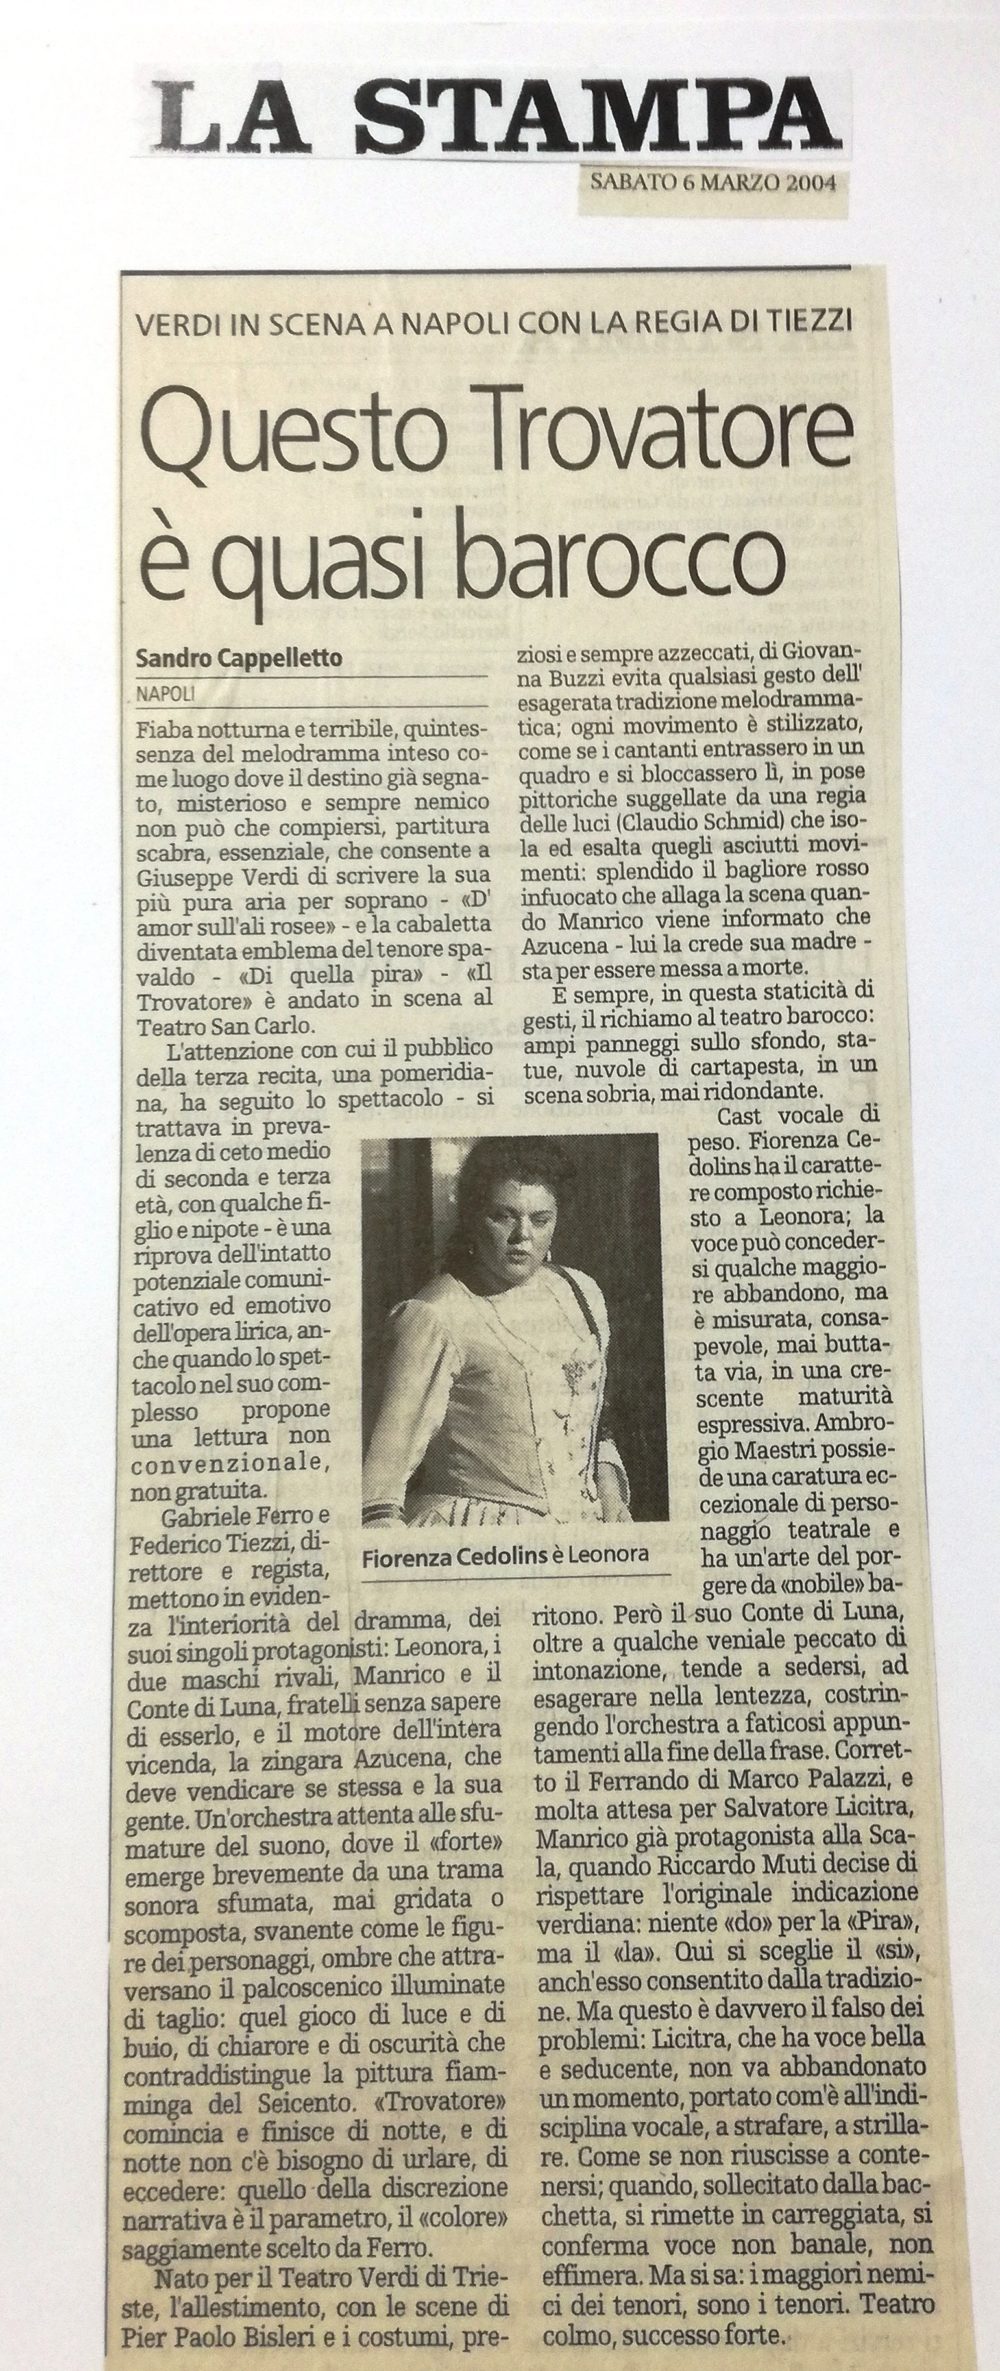 LA STAMPA
SABATO 6 MARZO 2004
VERDI IN SCENA A NAPOLI CON LA REGIA DI TIEZZI
Questo Trovatore
è quasi barocco
Sandro Cappelletto
NAPOLI
Fiaba notturna e terribile, quintes-
senza del melodramma inteso co-
me luogo dove il destino già segna-
to, misterioso e sempre nemico
non può che compiersi, partitura
scabra, essenziale, che consente a
Giuseppe Verdi di scrivere la sua
più pura aria per soprano - «D'
amor sull'ali rosee» - e la cabaletta
diventata emblema del tenore spa-
valdo - «Di quella pira» - «Il
Trovatore» è andato in scena al
Teatro San Carlo.
L'attenzione con cui il pubblico
della terza recita, una pomeridia-
na, ha seguito lo spettacolo - si
trattava in preva-
lenza di ceto medio
di seconda e terza
età, con qualche fi-
glio e nipote - è una
riprova dell'intatto
potenziale comuni-
cativo ed emotivo
dell'opera lirica, an-
che quando lo spet-
tacolo nel suo com-
plesso propone
una lettura non
convenzionale,
non gratuita.
Gabriele Ferro e
Federico Tiezzi, di-
rettore e regista,
mettono in eviden-
za l'interiorità del dramma, dei
suoi singoli protagonisti: Leonora, i
due maschi rivali, Manrico e il
Conte di Luna, fratelli senza sapere
di esserlo, e il motore dell'intera
vicenda, la zingara Azucena, che
deve vendicare se stessa e la sua
gente. Un'orchestra attenta alle sfu-
mature del suono, dove il «forte»
emerge brevemente da una trama
sonora sfumata, mai gridata o
scomposta, svanente come le figu-
re dei personaggi, ombre che attra-
versano il palcoscenico illuminate
di taglio: quel gioco di luce e di
buio, di chiarore e di oscurità che
contraddistingue la pittura fiam-
minga del Seicento. «Trovatore»
comincia e finisce di notte, e di
notte non c'è bisogno di urlare, di
eccedere: quello della discrezione
narrativa è il parametro, il «colore»
saggiamente scelto da Ferro.
Nato per il Teatro Verdi di Trie-
ste, l'allestimento, con le scene di
Pier Paolo Bisleri e i costumi, pre-
ziosi e sempre azzeccati, di Giovan-
na Buzzi evita qualsiasi gesto dell'
esagerata tradizione melodramma-
tica; ogni movimento è stilizzato,
come se i cantanti entrassero in un
quadro e si bloccassero lì, in pose
pittoriche suggellate da una regia
delle luci (Claudio Schmid) che iso-
la ed esalta quegli asciutti movi-
menti: splendido il bagliore rosso
infuocato che allaga la scena quan-
do Manrico viene informato che
Azucena - lui la crede sua madre -
sta per essere messa a morte.
E sempre, in questa staticità di
gesti, il richiamo al teatro barocco:
ampi panneggi sullo sfondo, sta-
tue, nuvole di cartapesta, in un
scena sobria, mai ridondante.
Cast vocale di
peso. Fiorenza Ce-
dolins ha il caratte-
re composto richie-
sto a Leonora; la
voce può conceder-
si qualche maggio-
re abbandono, ma
è misurata, consa-
pevole, mai butta-
ta via, in una cre-
scente maturità
espressiva. Ambro-
gio Maestri possie-
de una caratura ec-
cezionale di perso-
naggio teatrale e
ha un'arte del por-
gere da «nobile» ba-
ritono. Però il suo Conte di Luna,
oltre a qualche veniale peccato di
intonazione, tende a sedersi, ad
esagerare nella lentezza, costrin-
gendo l'orchestra a faticosi appun-
tamenti alla fine della frase. Corret-
to il Ferrando di Marco Palazzi, e
molta attesa per Salvatore Licitra,
Manrico già protagonista alla Sca-
la, quando Riccardo Muti decise di
rispettare l'originale indicazione
verdiana: niente «do» per la «Pira»,
ma il «la». Qui si sceglie il «si»,
anch'esso consentito dalla tradizio-
ne. Ma questo è davvero il falso dei
problemi: Licitra, che ha voce bella
e seducente, non va abbandonato
un momento, portato com'è all'indi-
sciplina vocale, a strafare, a strilla-
re. Come se non riuscisse a conte-
nersi; quando, sollecitato dalla bac-
chetta, si rimette in carreggiata, si
conferma voce non banale, non
effimera. Ma si sa: i maggiori nemi-
ci dei tenori, sono i tenori. Teatro
colmo, successo forte.
Fiorenza Cedolins è Leonora